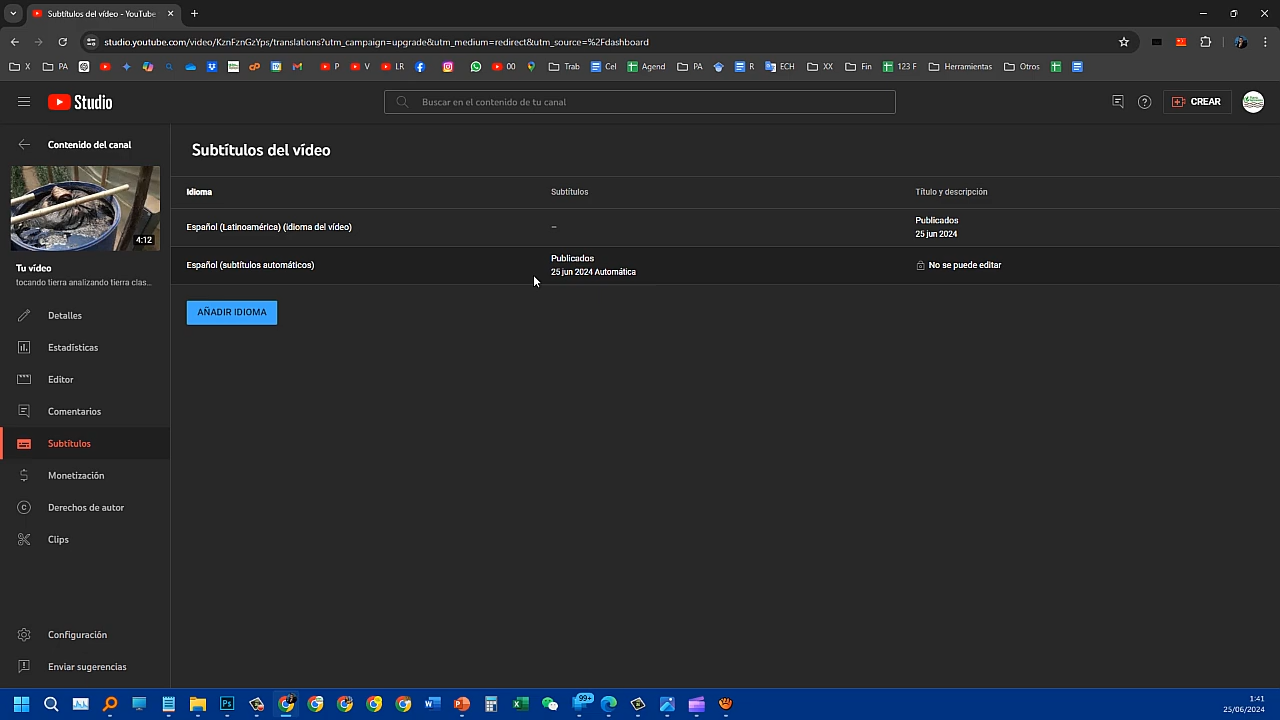 Subtítulos del vídeo - YouTube
studio.youtube.com/video/KznFznGzYps/translations?utm_campaign=upgrade&utm_medium=redirect&utm_source=%2Fdashboard
X PA P V LR 00 Trab Cel Agend PA R ECH XX Fin 123 F Herramientas Otros
Studio
Buscar en el contenido de tu canal
CREAR
Contenido del canal
4:12
Tu vídeo
tocando tierra analizando tierra clas...
Detalles
Estadísticas
Editor
Comentarios
Subtítulos
Monetización
Derechos de autor
Clips
Configuración
Enviar sugerencias
Subtítulos del vídeo
Idioma Subtítulos Título y descripción
Español (Latinoamérica) (idioma del vídeo) – Publicados
25 jun 2024
Español (subtítulos automáticos) Publicados No se puede editar
25 jun 2024 Automática
AÑADIR IDIOMA
99+
1:41
25/06/2024